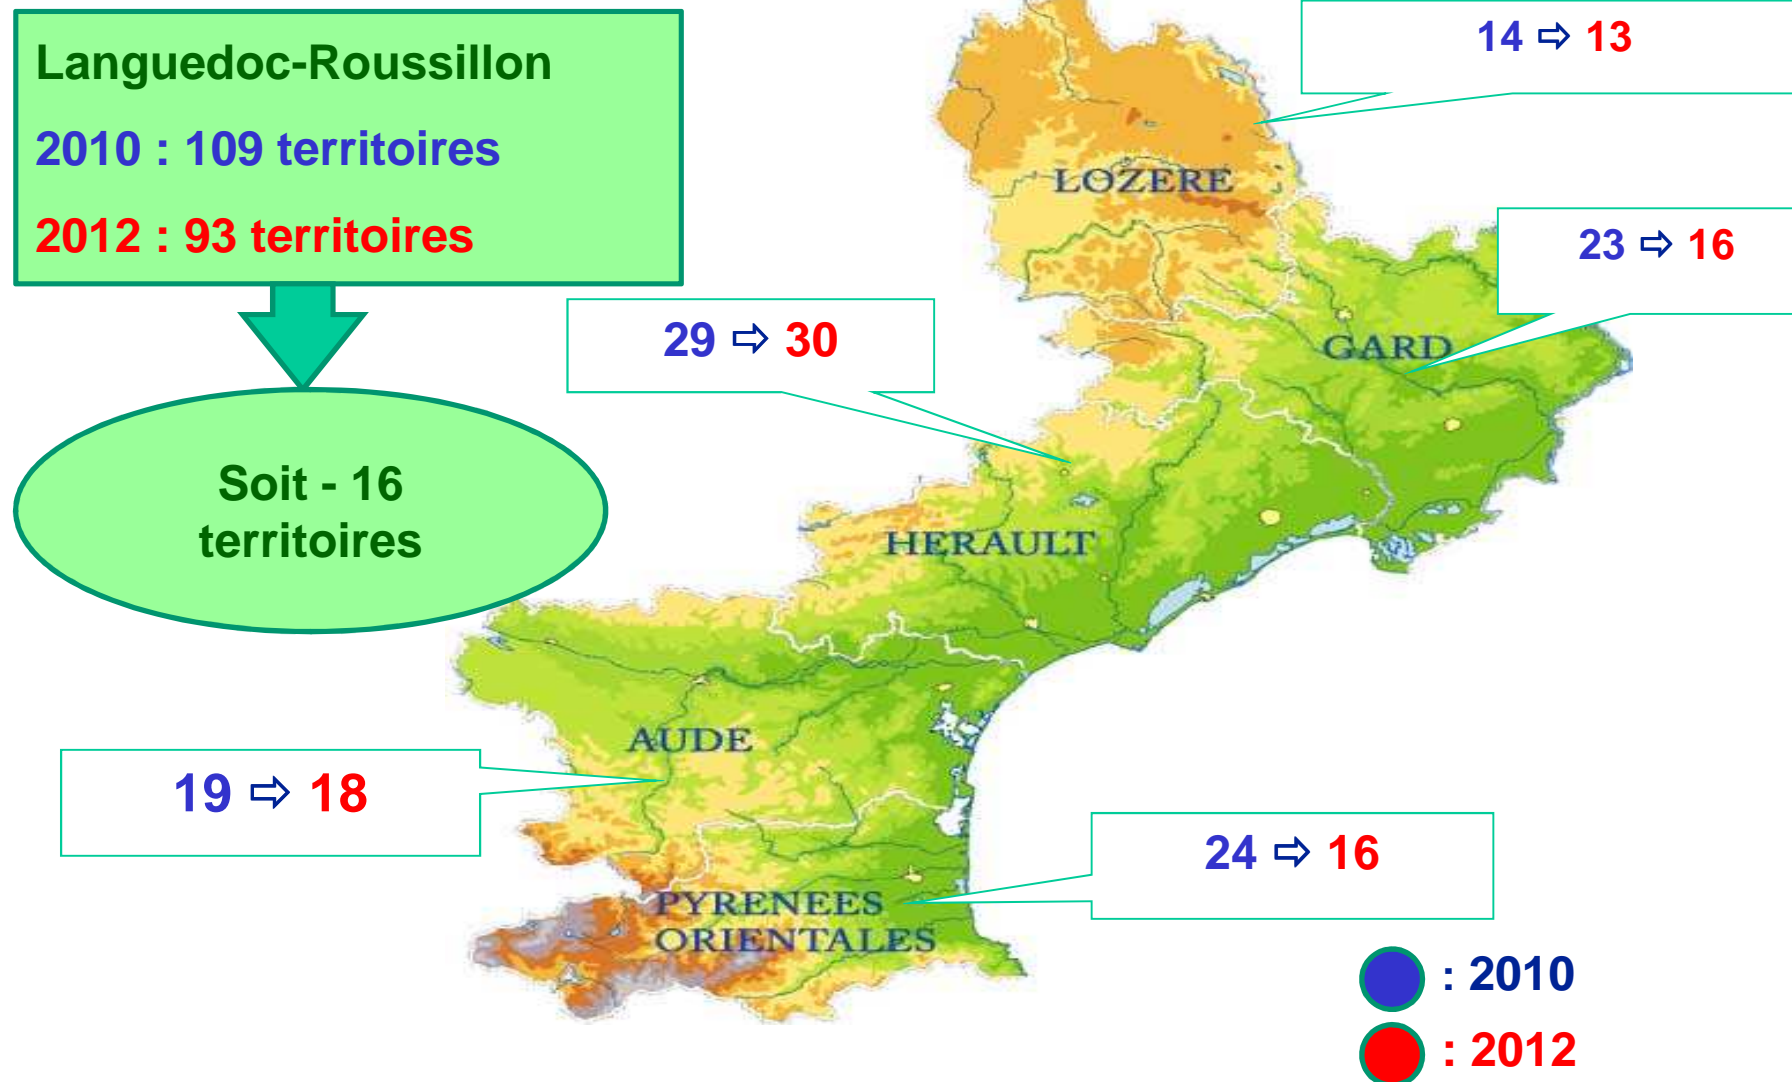 Languedoc-Roussillon
2010 : 109 territoires
2012 : 93 territoires
Soit - 16
territoires
14 ⇨ 13
LOZERE
23 ⇨ 16
GARD
29 ⇨ 30
HERAULT
AUDE
19 ⇨ 18
24 ⇨ 16
PYRENEES
ORIENTALES
: 2010
: 2012